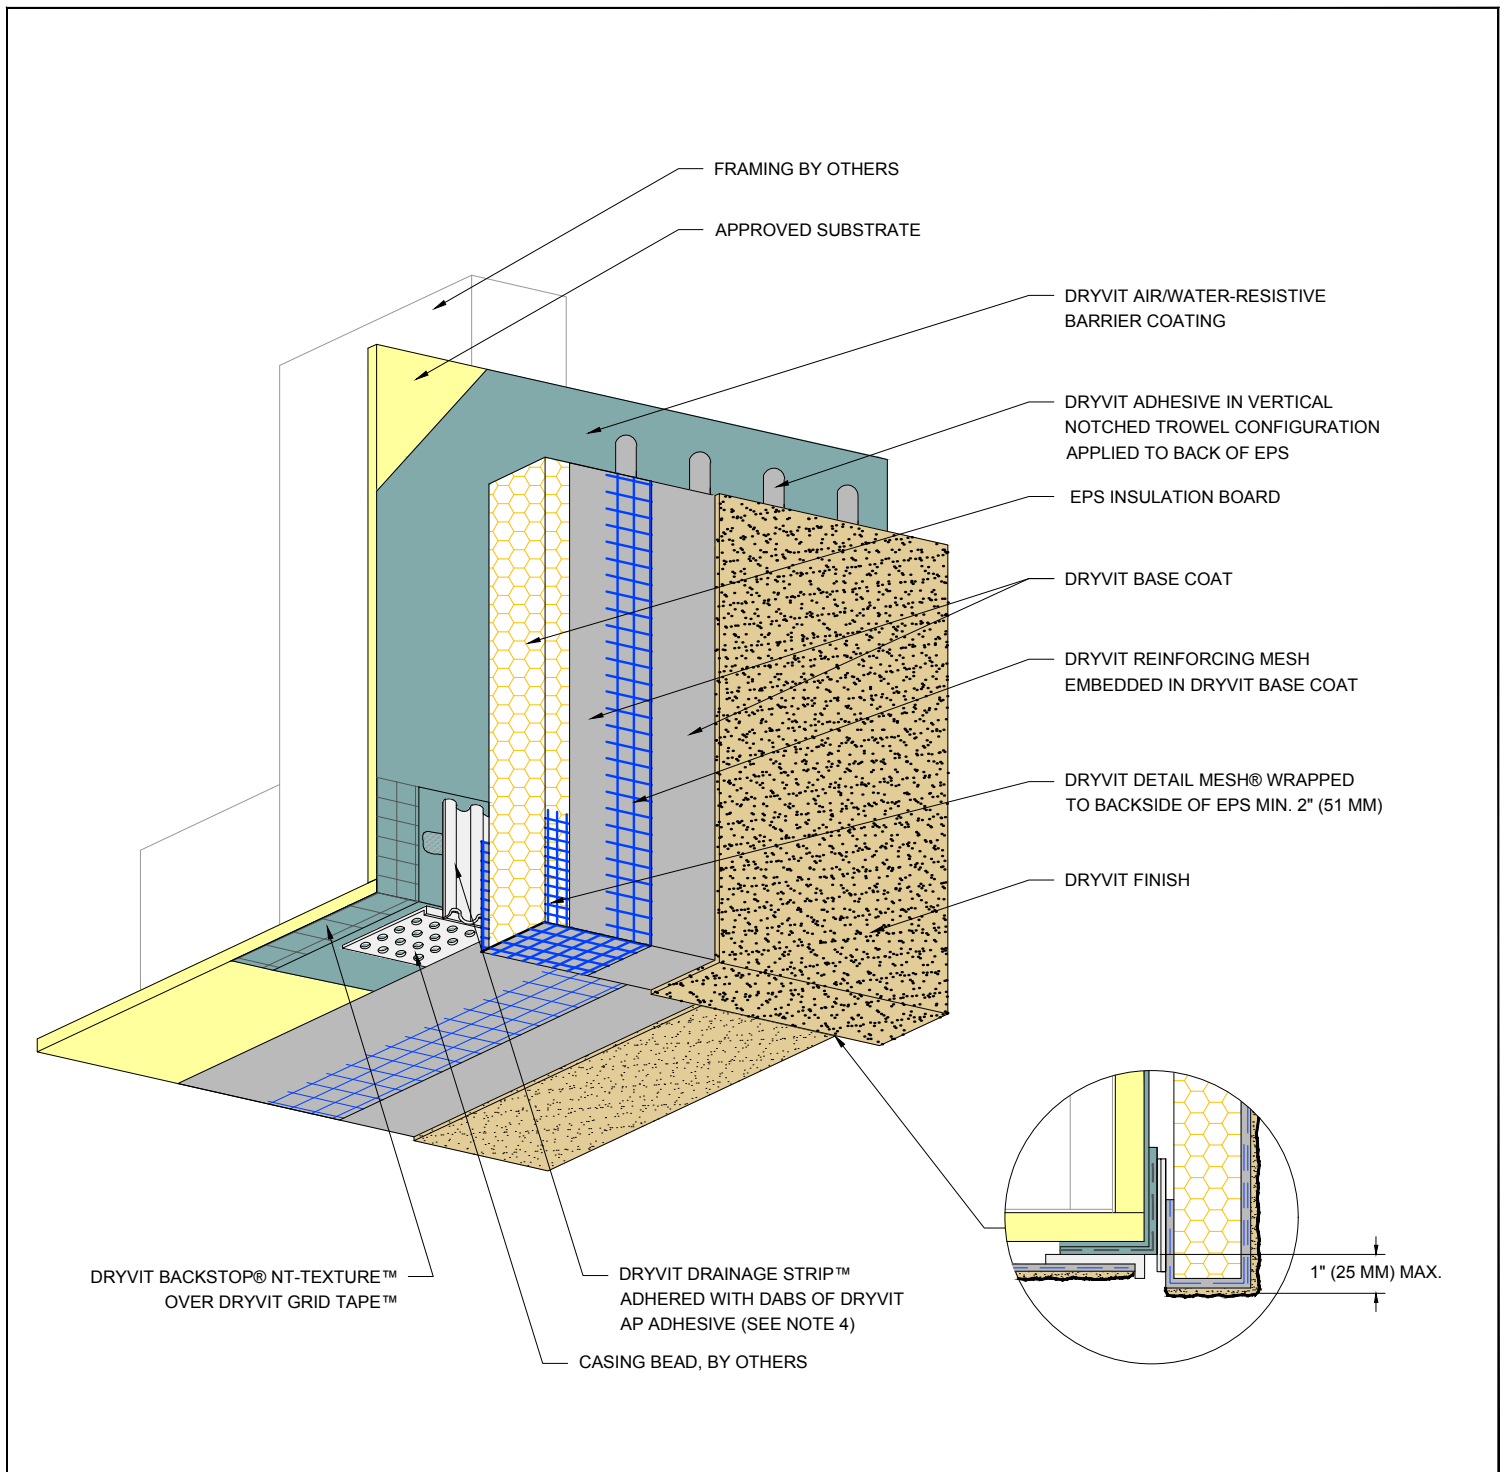 FRAMING BY OTHERS
APPROVED SUBSTRATE
DRYVIT AIR/WATER-RESISTIVE
BARRIER COATING
DRYVIT ADHESIVE IN VERTICAL
NOTCHED TROWEL CONFIGURATION
APPLIED TO BACK OF EPS
EPS INSULATION BOARD
DRYVIT BASE COAT
DRYVIT REINFORCING MESH
EMBEDDED IN DRYVIT BASE COAT
DRYVIT DETAIL MESH® WRAPPED
TO BACKSIDE OF EPS MIN. 2" (51 MM)
DRYVIT FINISH
1" (25 MM) MAX.
DRYVIT BACKSTOP® NT-TEXTURE™
OVER DRYVIT GRID TAPE™
DRYVIT DRAINAGE STRIP™
ADHERED WITH DABS OF DRYVIT
AP ADHESIVE (SEE NOTE 4)
CASING BEAD, BY OTHERS